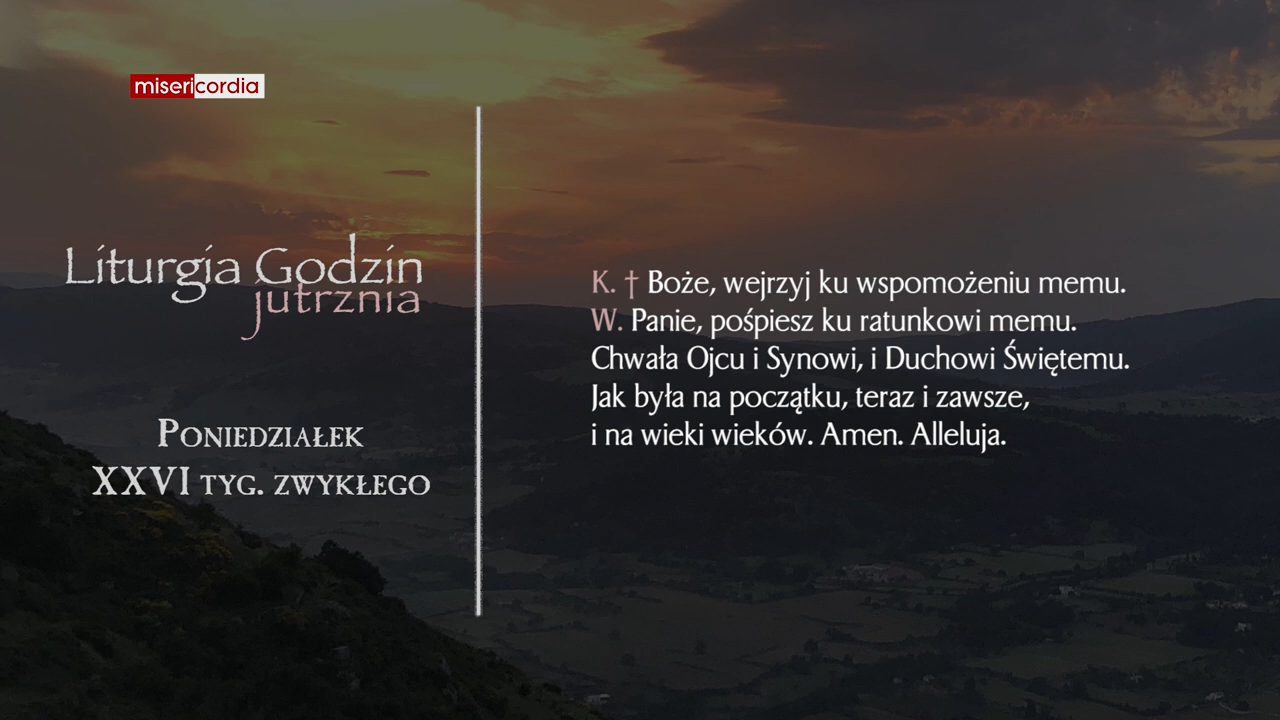 misericordia
Liturgia Godzin
jutrznia
Poniedziałek
XXVI tyg. zwykłego
K. † Boże, wejrzyj ku wspomożeniu memu.
W. Panie, pośpiesz ku ratunkowi memu.
Chwała Ojcu i Synowi, i Duchowi Świętemu.
Jak była na początku, teraz i zawsze,
i na wieki wieków. Amen. Alleluja.